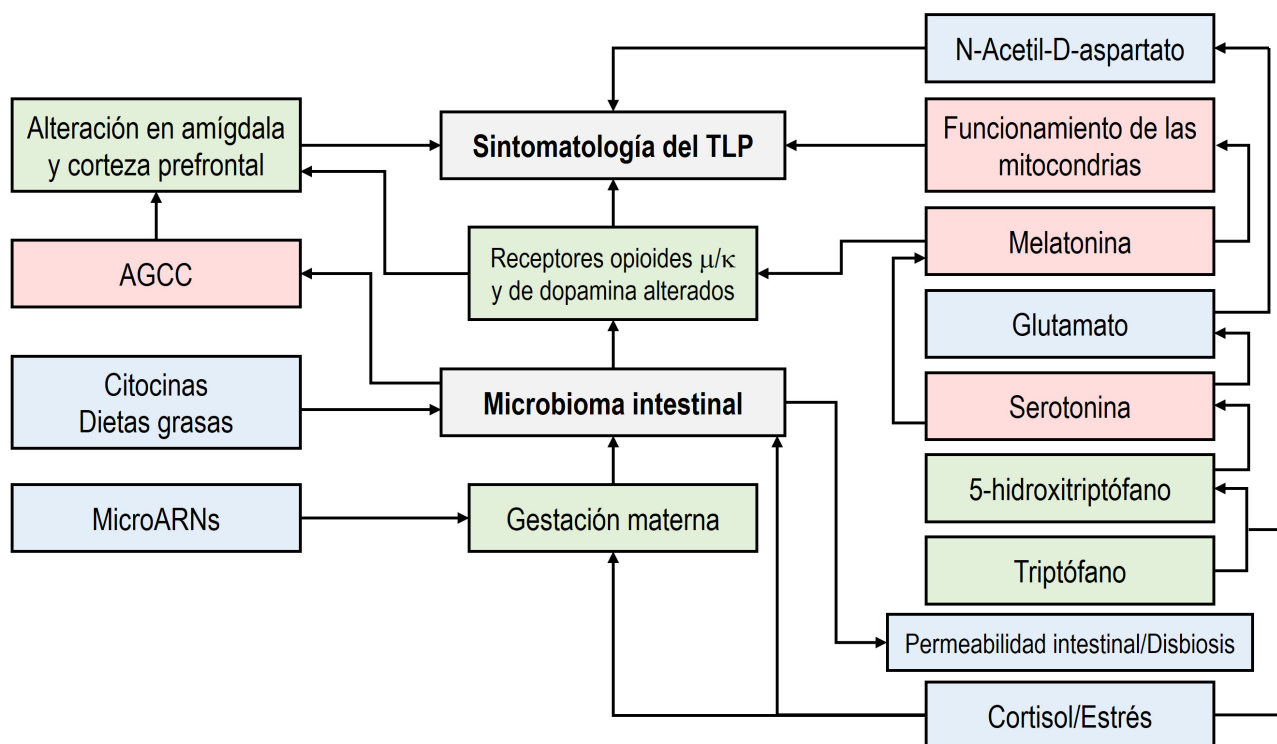 N-Acetil-D-aspartato
Alteración en amígdala
y corteza prefrontal
Sintomatología del TLP
Funcionamiento de las
mitocondrias
AGCC
Receptores opioides μ/κ
y de dopamina alterados
Melatonina
Glutamato
Citocinas
Dietas grasas
Microbioma intestinal
Serotonina
5-hidroxitriptófano
MicroARNs
Gestación materna
Triptófano
Permeabilidad intestinal/Disbiosis
Cortisol/Estrés